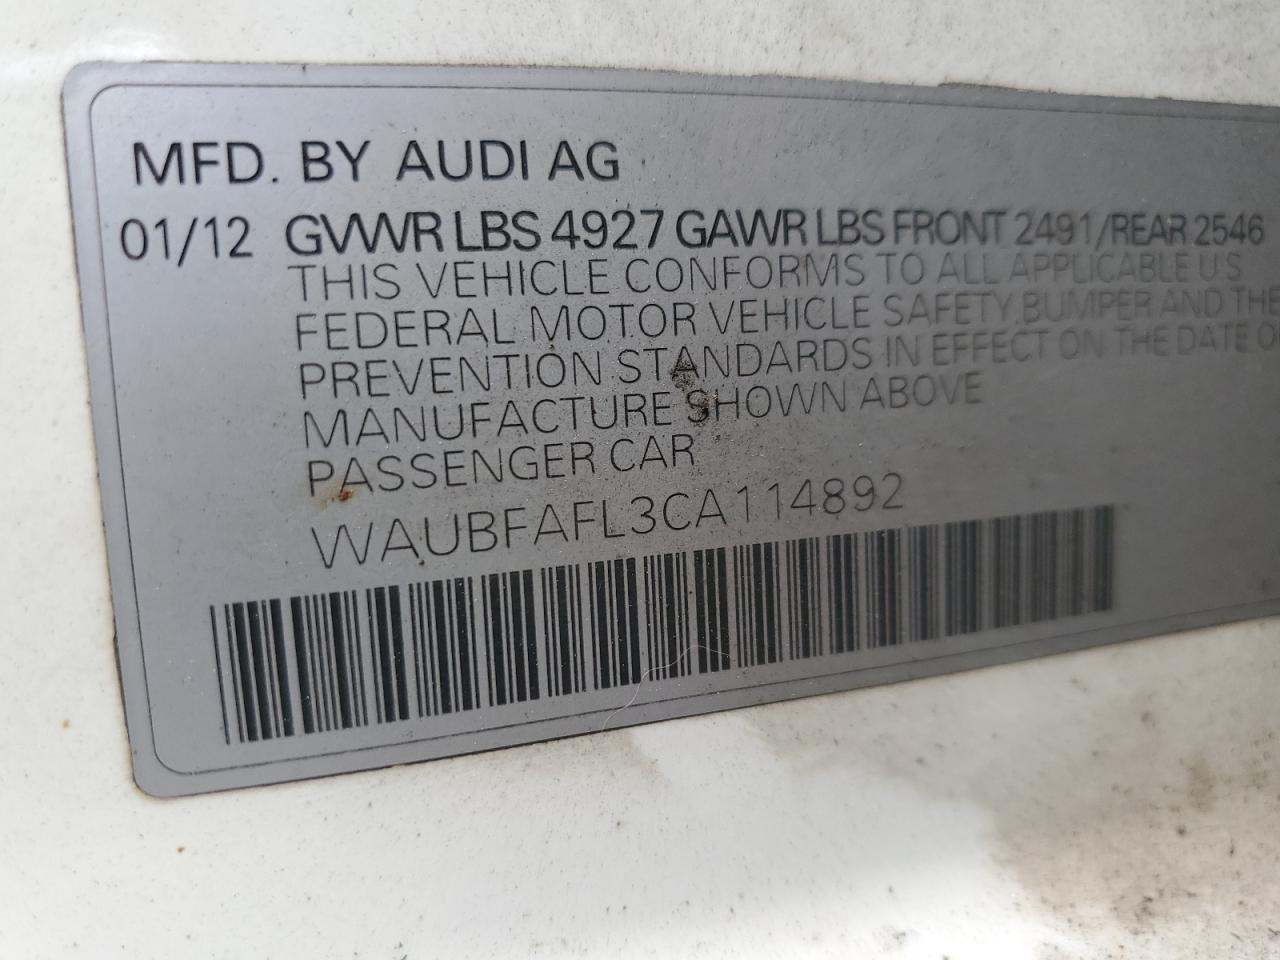 MFD. BY AUDI AG
01/12 GVWR LBS 4927 GAWR LBS FRONT 2491/REAR 2546
THIS VEHICLE CONFORMS TO ALL APPLICABLE U S
FEDERAL MOTOR VEHICLE SAFETY, BUMPER AND THE
PREVENTION STANDARDS IN EFFECT ON THE DATE O
MANUFACTURE SHOWN ABOVE
PASSENGER CAR
WAUBFAFL3CA114892